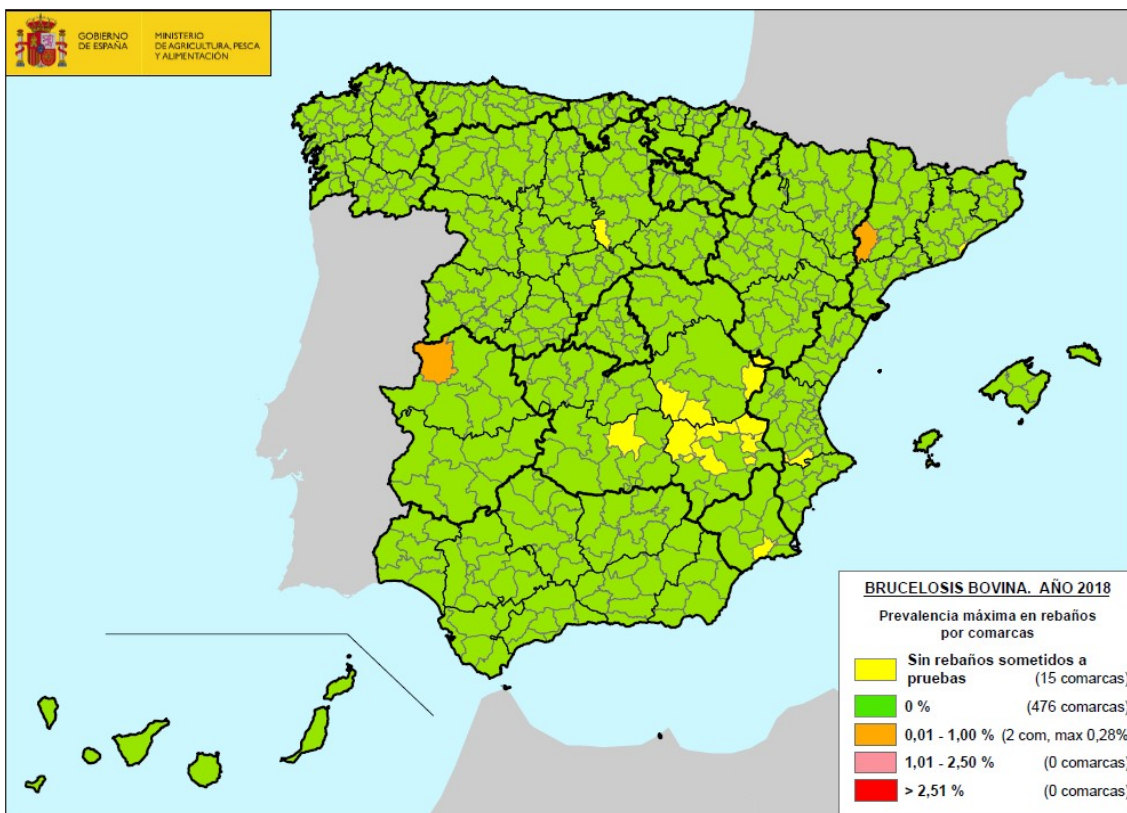 GOBIERNO
DE ESPAÑA
MINISTERIO
DE AGRICULTURA, PESCA
Y ALIMENTACIÓN
BRUCELOSIS BOVINA. AÑO 2018
Prevalencia máxima en rebaños
por comarcas
Sin rebaños sometidos a
pruebas (15 comarcas)
0 % (476 comarcas)
0,01 - 1,00 % (2 com, max 0,28%
1,01 - 2,50 % (0 comarcas)
> 2,51 % (0 comarcas)